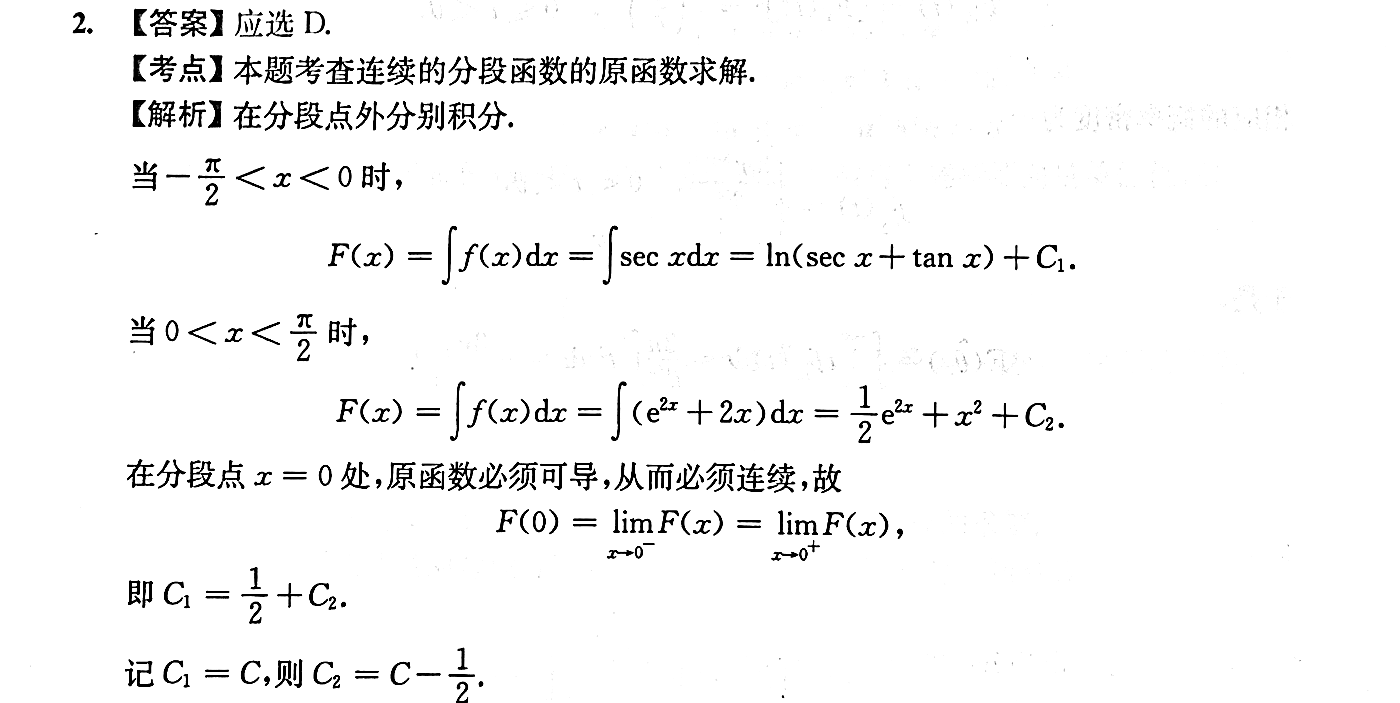 2. 【答案】应选 D.
【考点】本题考查连续的分段函数的原函数求解.
【解析】在分段点外分别积分.
当 −π/2 < x < 0 时,
F(x) = ∫f(x)dx = ∫sec xdx = ln(sec x + tan x) + C₁.
当 0 < x < π/2 时,
F(x) = ∫f(x)dx = ∫(e²ˣ + 2x)dx = 1/2 e²ˣ + x² + C₂.
在分段点 x = 0 处,原函数必须可导,从而必须连续,故
F(0) = lim_{x→0⁻} F(x) = lim_{x→0⁺} F(x),
即 C₁ = 1/2 + C₂.
记 C₁ = C,则 C₂ = C − 1/2.